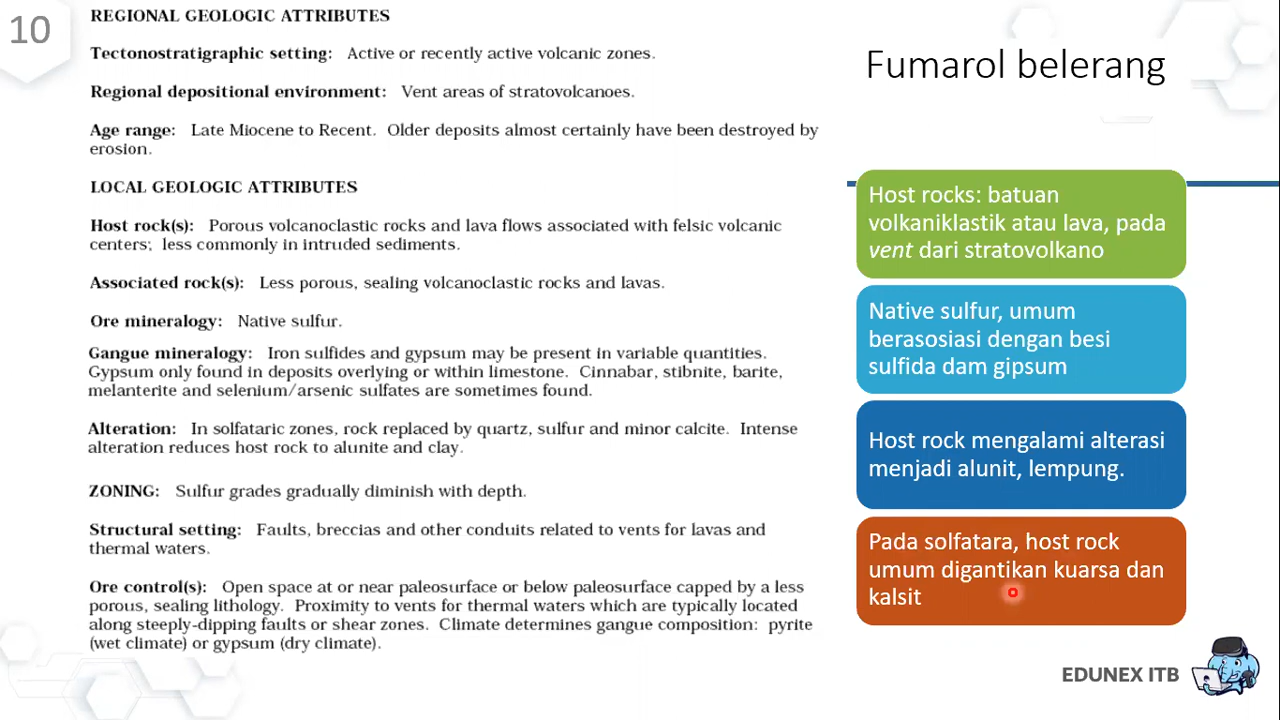 10
REGIONAL GEOLOGIC ATTRIBUTES
Tectonostratigraphic setting: Active or recently active volcanic zones.
Regional depositional environment: Vent areas of stratovolcanoes.
Age range: Late Miocene to Recent. Older deposits almost certainly have been destroyed by
erosion.
LOCAL GEOLOGIC ATTRIBUTES
Host rock(s): Porous volcanoclastic rocks and lava flows associated with felsic volcanic
centers; less commonly in intruded sediments.
Associated rock(s): Less porous, sealing volcanoclastic rocks and lavas.
Ore mineralogy: Native sulfur.
Gangue mineralogy: Iron sulfides and gypsum may be present in variable quantities.
Gypsum only found in deposits overlying or within limestone. Cinnabar, stibnite, barite,
melanterite and selenium/arsenic sulfates are sometimes found.
Alteration: In solfataric zones, rock replaced by quartz, sulfur and minor calcite. Intense
alteration reduces host rock to alunite and clay.
ZONING: Sulfur grades gradually diminish with depth.
Structural setting: Faults, breccias and other conduits related to vents for lavas and
thermal waters.
Ore control(s): Open space at or near paleosurface or below paleosurface capped by a less
porous, sealing lithology. Proximity to vents for thermal waters which are typically located
along steeply-dipping faults or shear zones. Climate determines gangue composition: pyrite
(wet climate) or gypsum (dry climate).
Fumarol belerang
Host rocks: batuan
volkaniklastik atau lava, pada
vent dari stratovolkano
Native sulfur, umum
berasosiasi dengan besi
sulfida dam gipsum
Host rock mengalami alterasi
menjadi alunit, lempung.
Pada solfatara, host rock
umum digantikan kuarsa dan
kalsit
EDUNEX ITB